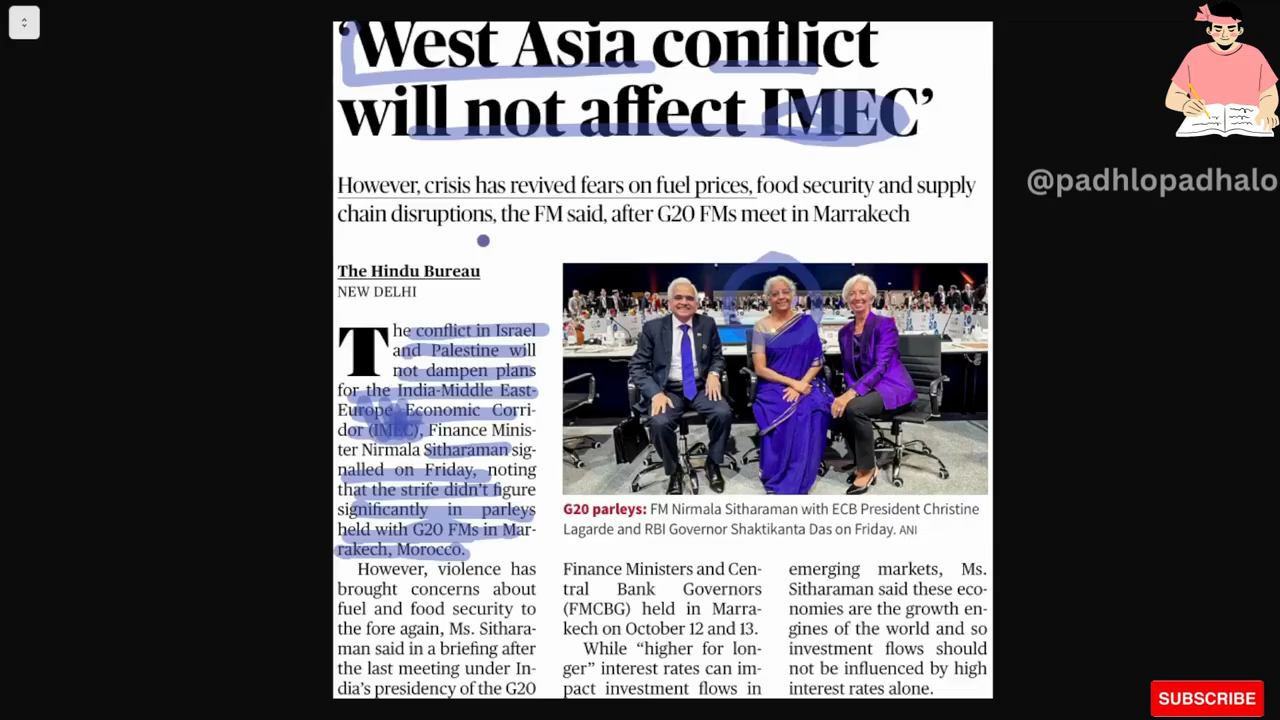 ‘West Asia conflict
will not affect IMEC’
@padhlopadhalo
However, crisis has revived fears on fuel prices, food security and supply
chain disruptions, the FM said, after G20 FMs meet in Marrakech
The Hindu Bureau
NEW DELHI
The conflict in Israel
and Palestine will
not dampen plans
for the India-Middle East-
Europe Economic Corri-
dor (IMEC), Finance Minis-
ter Nirmala Sitharaman sig-
nalled on Friday, noting
that the strife didn’t figure
significantly in parleys
held with G20 FMs in Mar-
rakech, Morocco.
However, violence has
brought concerns about
fuel and food security to
the fore again, Ms. Sithara-
man said in a briefing after
the last meeting under In-
dia’s presidency of the G20
G20 parleys: FM Nirmala Sitharaman with ECB President Christine
Lagarde and RBI Governor Shaktikanta Das on Friday. ANI
Finance Ministers and Cen-
tral Bank Governors
(FMCBG) held in Marra-
kech on October 12 and 13.
While “higher for lon-
ger” interest rates can im-
pact investment flows in
emerging markets, Ms.
Sitharaman said these eco-
nomies are the growth en-
gines of the world and so
investment flows should
not be influenced by high
interest rates alone.
SUBSCRIBE